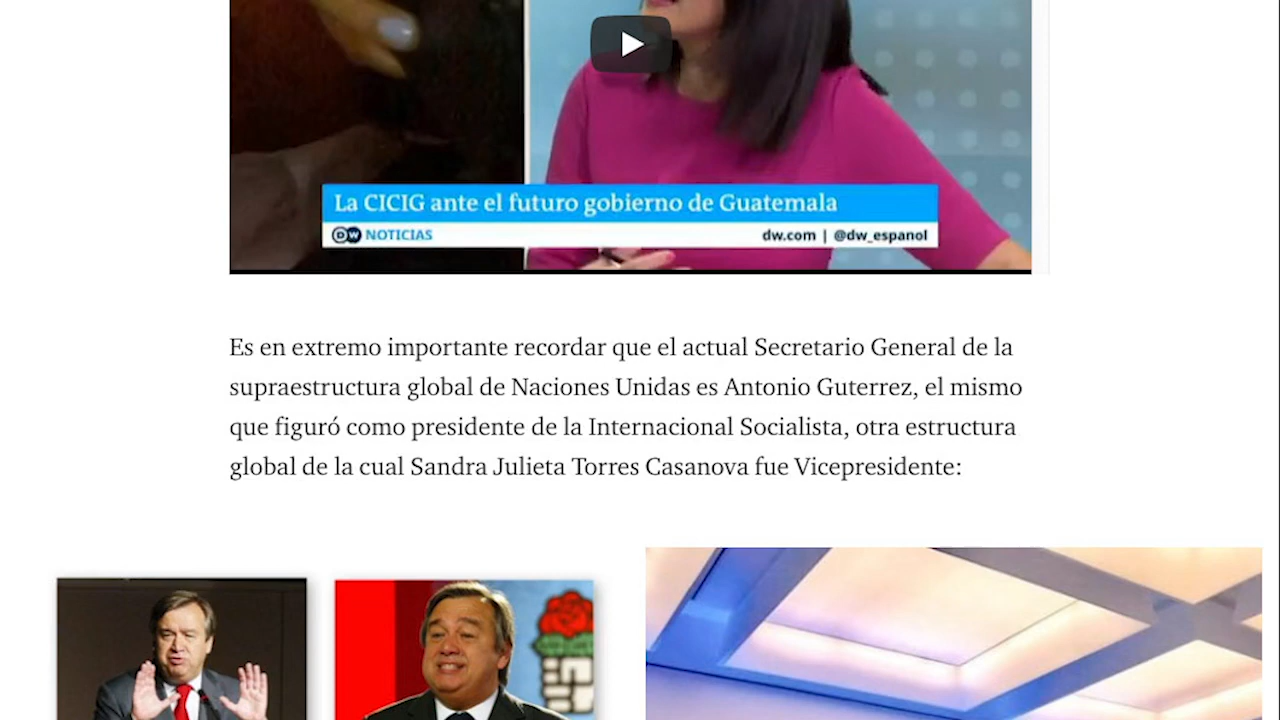 La CICIG ante el futuro gobierno de Guatemala
DW NOTICIAS
dw.com | @dw_espanol
Es en extremo importante recordar que el actual Secretario General de la
supraestructura global de Naciones Unidas es Antonio Guterrez, el mismo
que figuró como presidente de la Internacional Socialista, otra estructura
global de la cual Sandra Julieta Torres Casanova fue Vicepresidente: